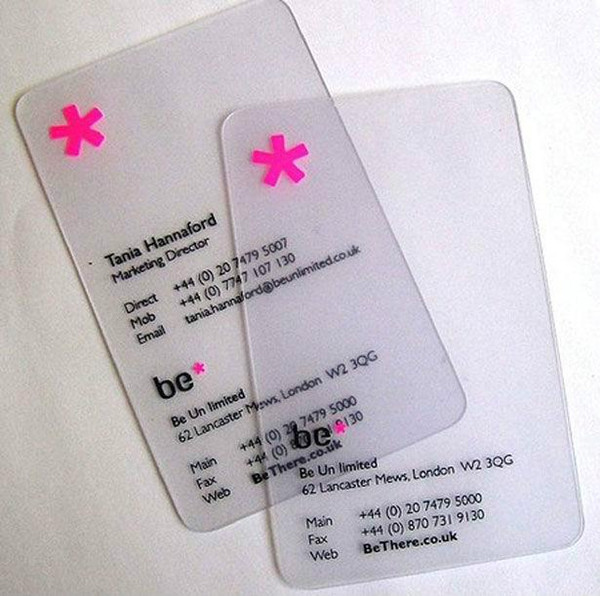 *
Tania Hannaford
Marketing Director
Direct +44 (0) 20 7479 5007
Mob +44 (0) 7747 107 130
Email tania.hannaford@beunlimited.co.uk
be*
Be Un limited
62 Lancaster Mews, London W2 3QG
Main +44 (0) 20 7479 5000
Fax +44 (0) 9130
Web BeThere.co.uk
*
be*
Be Un limited
62 Lancaster Mews, London W2 3QG
Main +44 (0) 20 7479 5000
Fax +44 (0) 870 731 9130
Web BeThere.co.uk